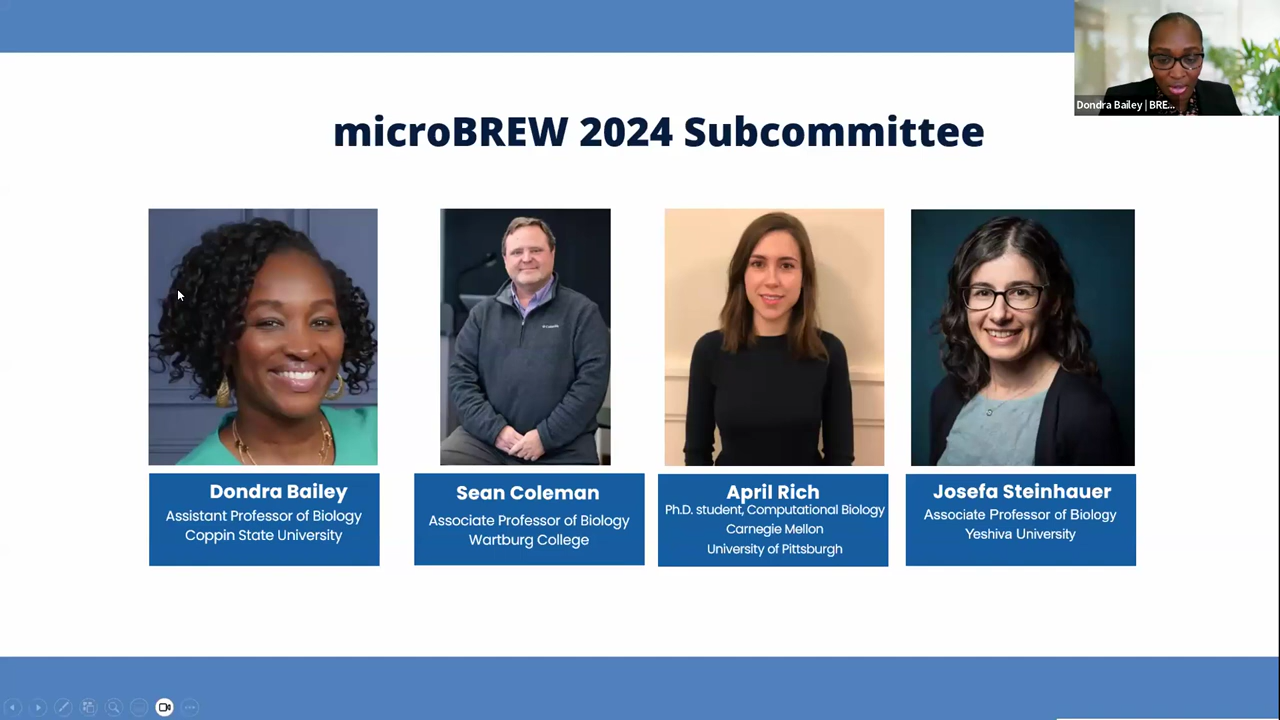 Dondra Bailey | BRE...
microBREW 2024 Subcommittee
Dondra Bailey
Assistant Professor of Biology
Coppin State University
Sean Coleman
Associate Professor of Biology
Wartburg College
April Rich
Ph.D. student, Computational Biology
Carnegie Mellon
University of Pittsburgh
Josefa Steinhauer
Associate Professor of Biology
Yeshiva University